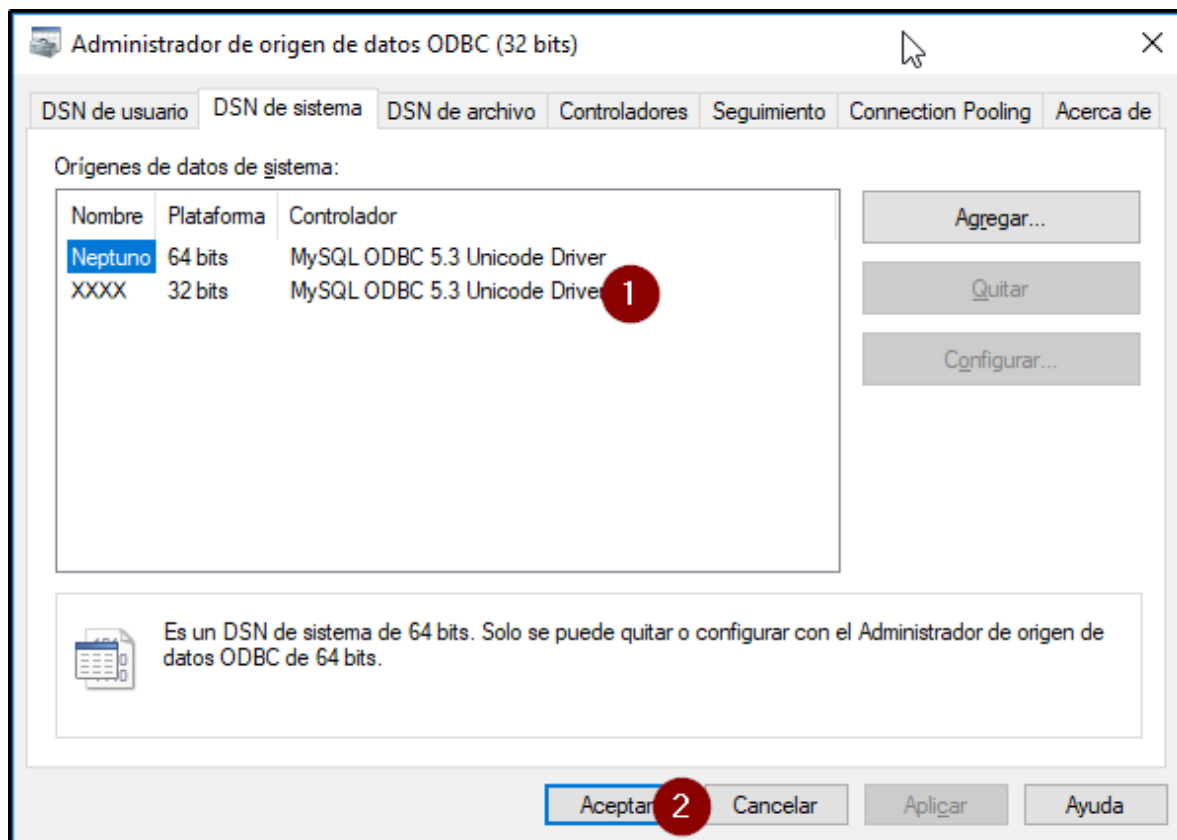 Administrador de origen de datos ODBC (32 bits)
DSN de usuario DSN de sistema DSN de archivo Controladores Seguimiento Connection Pooling Acerca de
Orígenes de datos de sistema:
Nombre Plataforma Controlador
Agregar...
Neptuno 64 bits MySQL ODBC 5.3 Unicode Driver
XXXX 32 bits MySQL ODBC 5.3 Unicode Driver 1
Quitar
Configurar...
Es un DSN de sistema de 64 bits. Solo se puede quitar o configurar con el Administrador de origen de
datos ODBC de 64 bits.
Aceptar 2 Cancelar Aplicar Ayuda